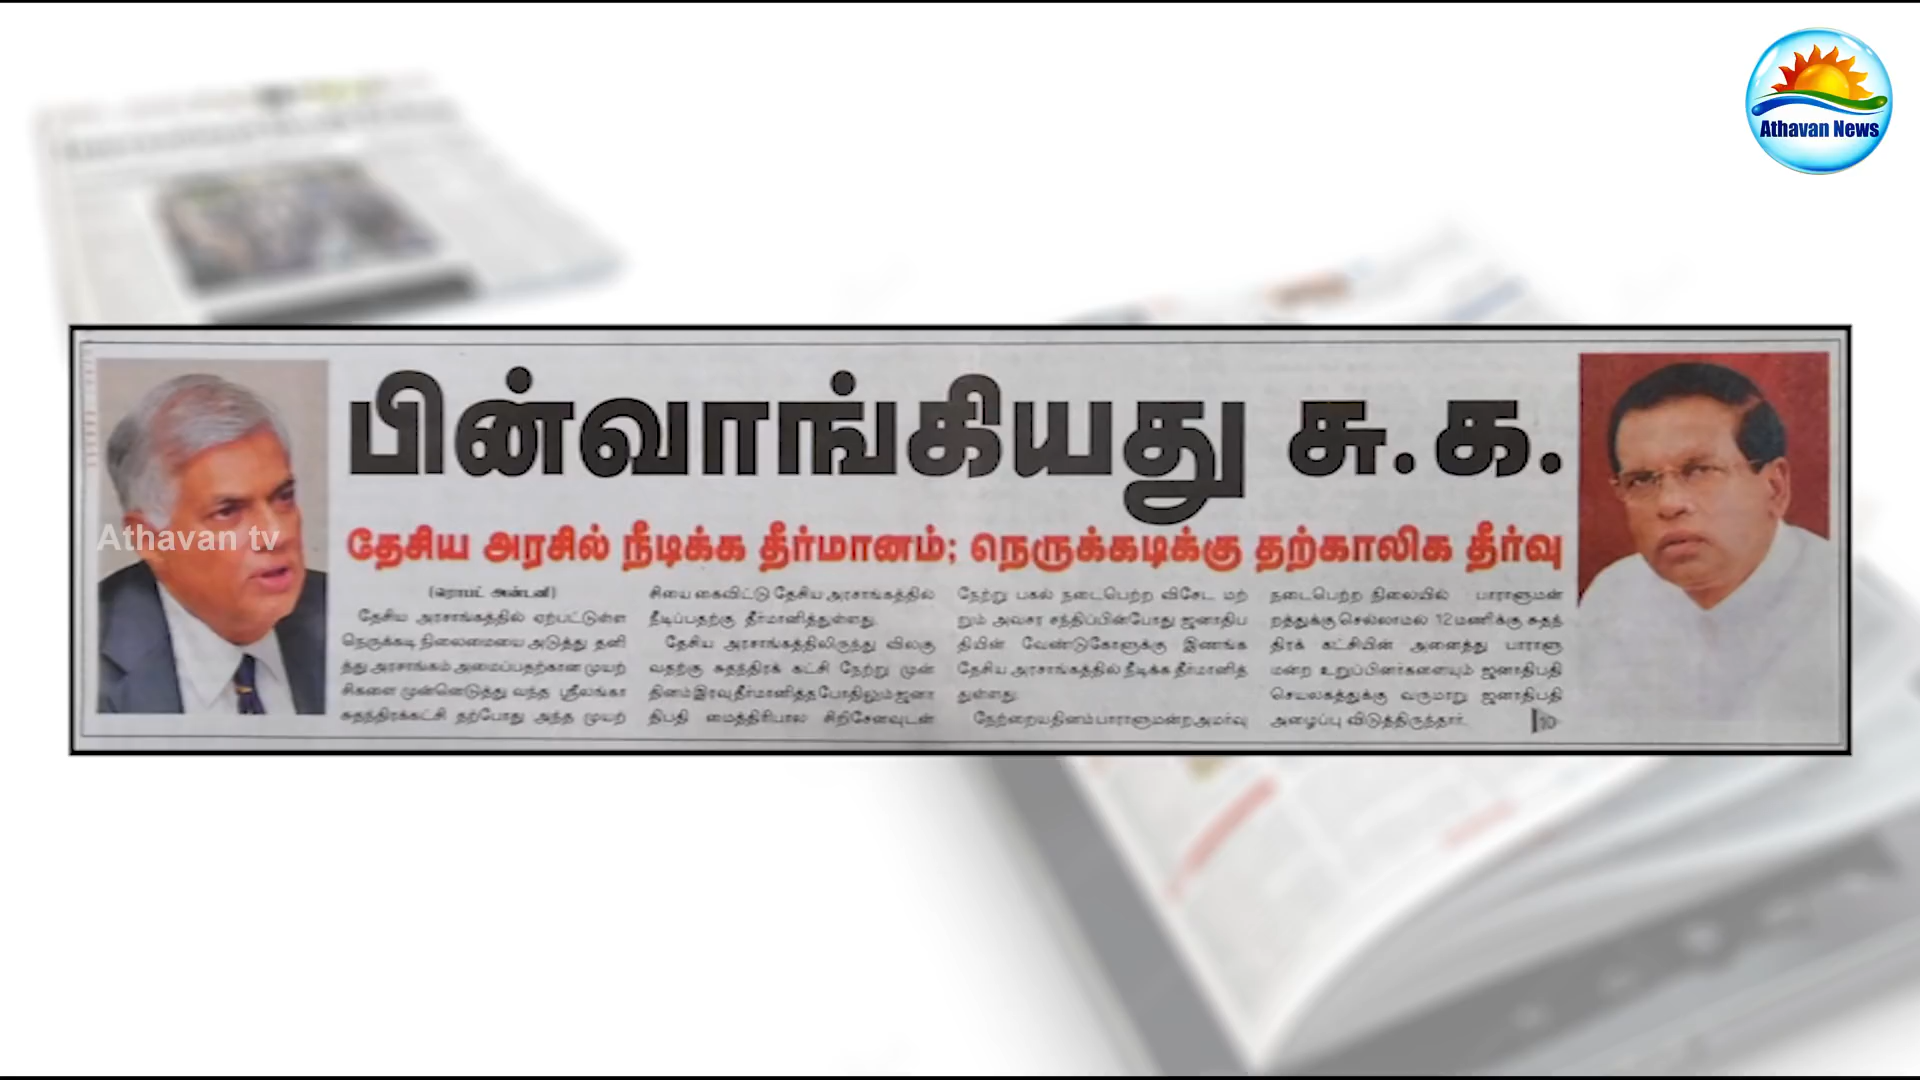 Athavan News
பின்வாங்கியது சு.க.
தேசிய அரசில் நீடிக்க தீர்மானம்; நெருக்கடிக்கு தற்காலிக தீர்வு
Athavan tv
(ரொபட் அன்டனி)
தேசிய அரசாங்கத்தில் ஏற்பட்டுள்ள
நெருக்கடி நிலைமையை அடுத்து தனி
த்து அரசாங்கம் அமைப்பதற்கான முயற்
சிகளை முன்னெடுத்து வந்த ஸ்ரீலங்கா
சுதந்திரக்கட்சி தற்போது அந்த முயற்
சியை கைவிட்டு தேசிய அரசாங்கத்தில்
நீடிப்பதற்கு தீர்மானித்துள்ளது.
தேசிய அரசாங்கத்திலிருந்து விலகு
வதற்கு சுதந்திரக் கட்சி நேற்று முன்
தினம் இரவு தீர்மானித்த போதிலும் ஜனா
திபதி மைத்திரிபால சிறிசேனவுடன்
நேற்று பகல் நடைபெற்ற விசேட மற்
றும் அவசர சந்திப்பின்போது ஜனாதிப
தியின் வேண்டுகோளுக்கு இணங்க
தேசிய அரசாங்கத்தில் நீடிக்க தீர்மானித்
துள்ளது.
நேற்றையதினம் பாராளுமன்ற அமர்வு
நடைபெற்ற நிலையில் பாராளுமன்
றத்துக்கு செல்லாமல் 12 மணிக்கு சுதந்
திரக் கட்சியின் அனைத்து பாராளு
மன்ற உறுப்பினர்களையும் ஜனாதிபதி
செயலகத்துக்கு வருமாறு ஜனாதிபதி
அழைப்பு விடுத்திருந்தார்.